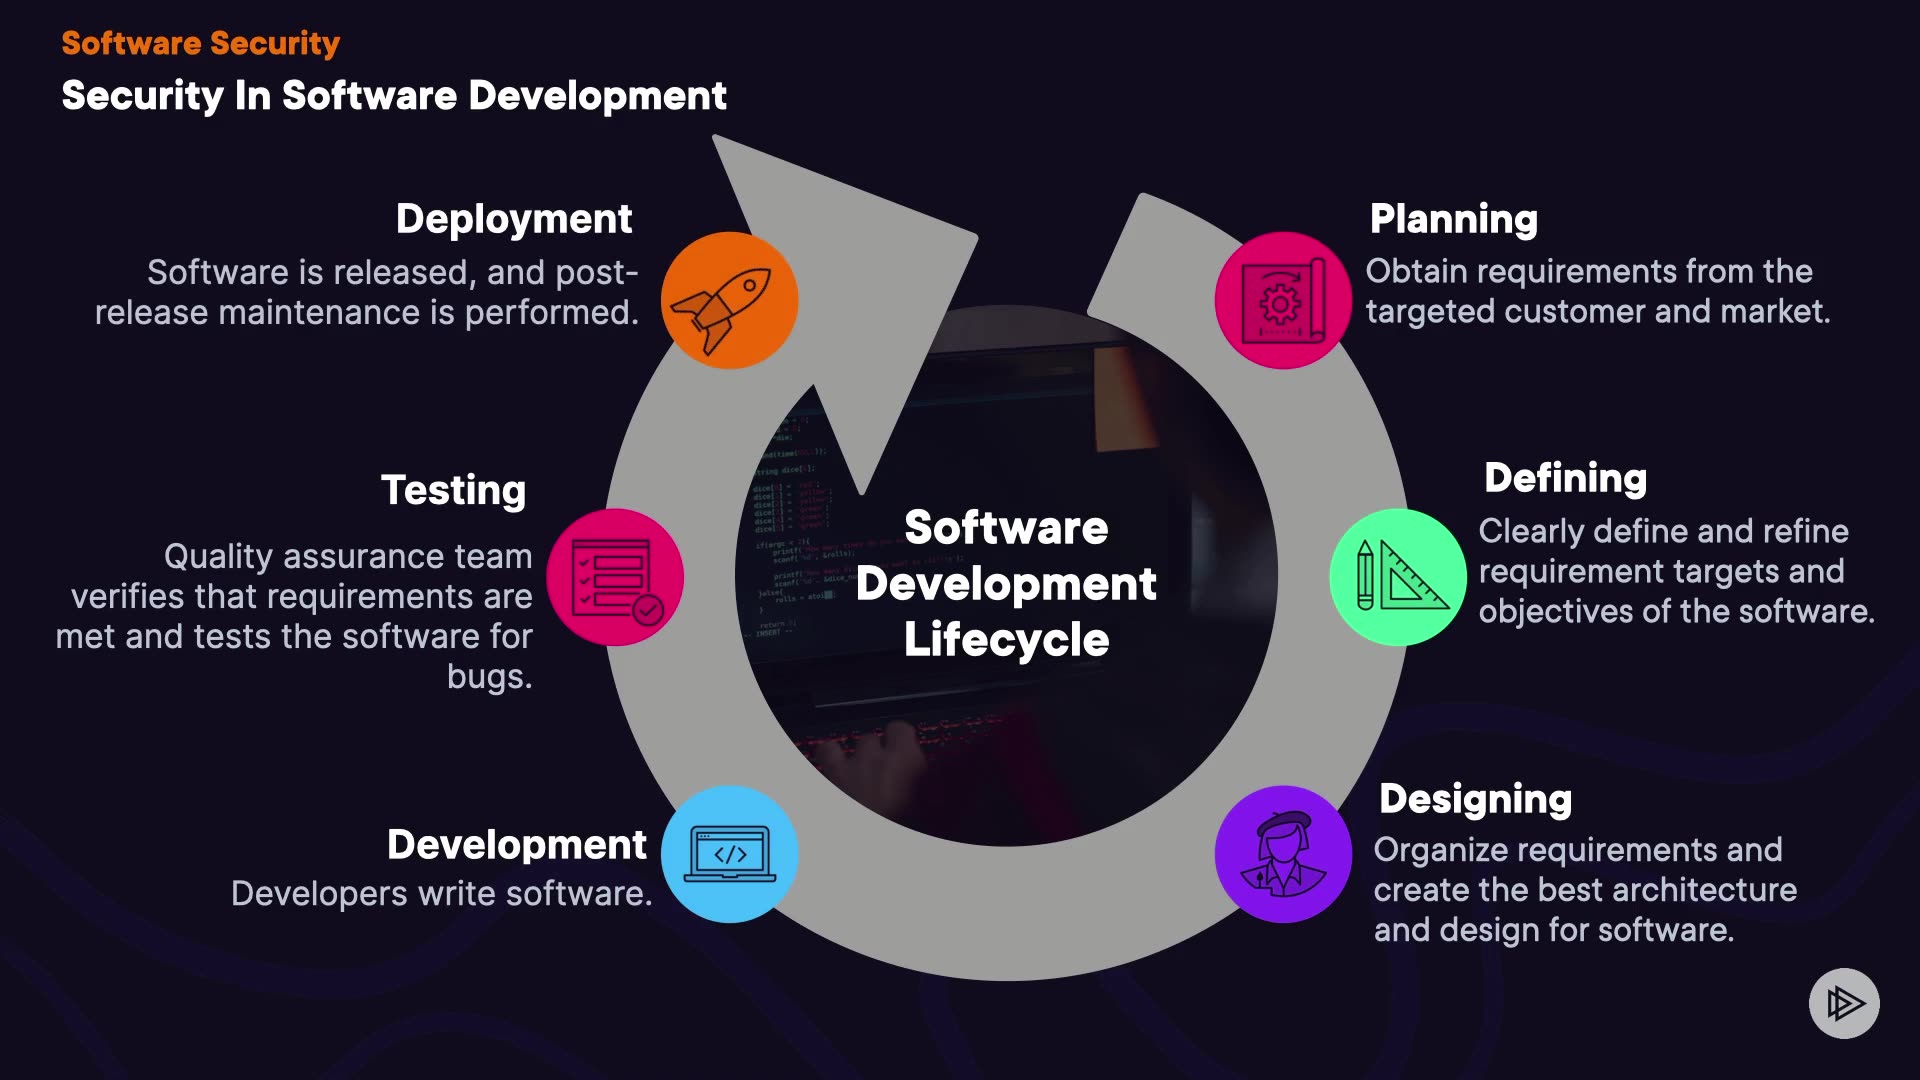 Software Security
Security In Software Development
Deployment
Software is released, and post-
release maintenance is performed.
Planning
Obtain requirements from the
targeted customer and market.
Testing
Quality assurance team
verifies that requirements are
met and tests the software for
bugs.
Software
Development
Lifecycle
Defining
Clearly define and refine
requirement targets and
objectives of the software.
Development
Developers write software.
</>
Designing
Organize requirements and
create the best architecture
and design for software.